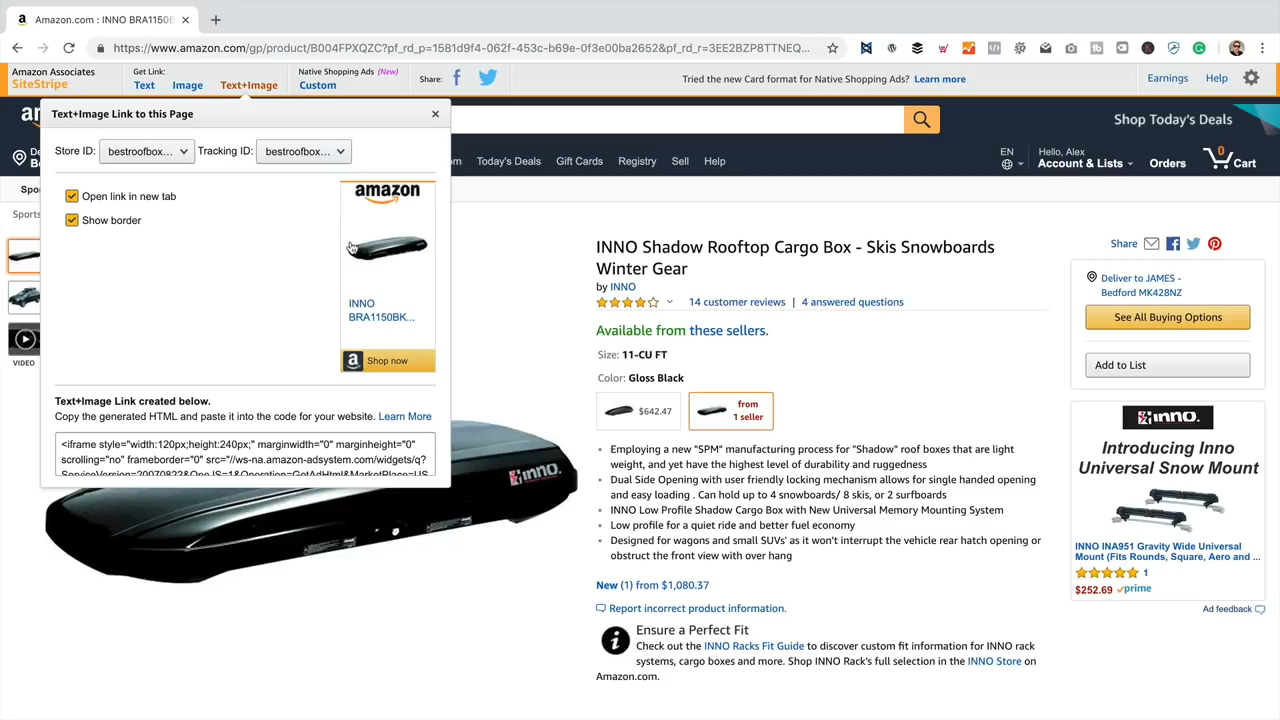 Amazon.com : INNO BRA1150B
https://www.amazon.com/gp/product/B004FPXQZC?pf_rd_p=1581d9f4-062f-453c-b69e-0f3e00ba2652&pf_rd_r=3EE2BZP8TTNEQ...
Amazon Associates
SiteStripe
Get Link:
Text
Image
Text+Image
Native Shopping Ads (New)
Custom
Share:
Tried the new Card format for Native Shopping Ads? Learn more
Earnings
Help
Text+Image Link to this Page
Store ID: bestroofbox... Tracking ID: bestroofbox...
Open link in new tab
Show border
amazon
INNO
BRA1150BK...
a Shop now
Text+Image Link created below.
Copy the generated HTML and paste it into the code for your website. Learn More
<iframe style="width:120px;height:240px;" marginwidth="0" marginheight="0"
scrolling="no" frameborder="0" src="//ws-na.amazon-adsystem.com/widgets/q?
ServiceVersion=20070822&OneJS=1&Operation=GetAdHtml&MarketPlace=US
Shop Today's Deals
Today's Deals
Gift Cards
Registry
Sell
Help
EN
Hello, Alex
Account & Lists
Orders
0
Cart
Sports
VIDEO
inno.
INNO Shadow Rooftop Cargo Box - Skis Snowboards
Winter Gear
by INNO
14 customer reviews | 4 answered questions
Available from these sellers.
Size: 11-CU FT
Color: Gloss Black
$642.47
from
1 seller
Employing a new "SPM" manufacturing process for "Shadow" roof boxes that are light
weight, and yet have the highest level of durability and ruggedness
Dual Side Opening with user friendly locking mechanism allows for single handed opening
and easy loading . Can hold up to 4 snowboards/ 8 skis, or 2 surfboards
INNO Low Profile Shadow Cargo Box with New Universal Memory Mounting System
Low profile for a quiet ride and better fuel economy
Designed for wagons and small SUVs' as it won't interrupt the vehicle rear hatch opening or
obstruct the front view with over hang
New (1) from $1,080.37
Report incorrect product information.
Ensure a Perfect Fit
Check out the INNO Racks Fit Guide to discover custom fit information for INNO rack
systems, cargo boxes and more. Shop INNO Rack's full selection in the INNO Store on
Amazon.com.
Share
Deliver to JAMES -
Bedford MK428NZ
See All Buying Options
Add to List
inno.
Introducing Inno
Universal Snow Mount
INNO INA951 Gravity Wide Universal
Mount (Fits Rounds, Square, Aero and ...
1
$252.69 prime
Ad feedback